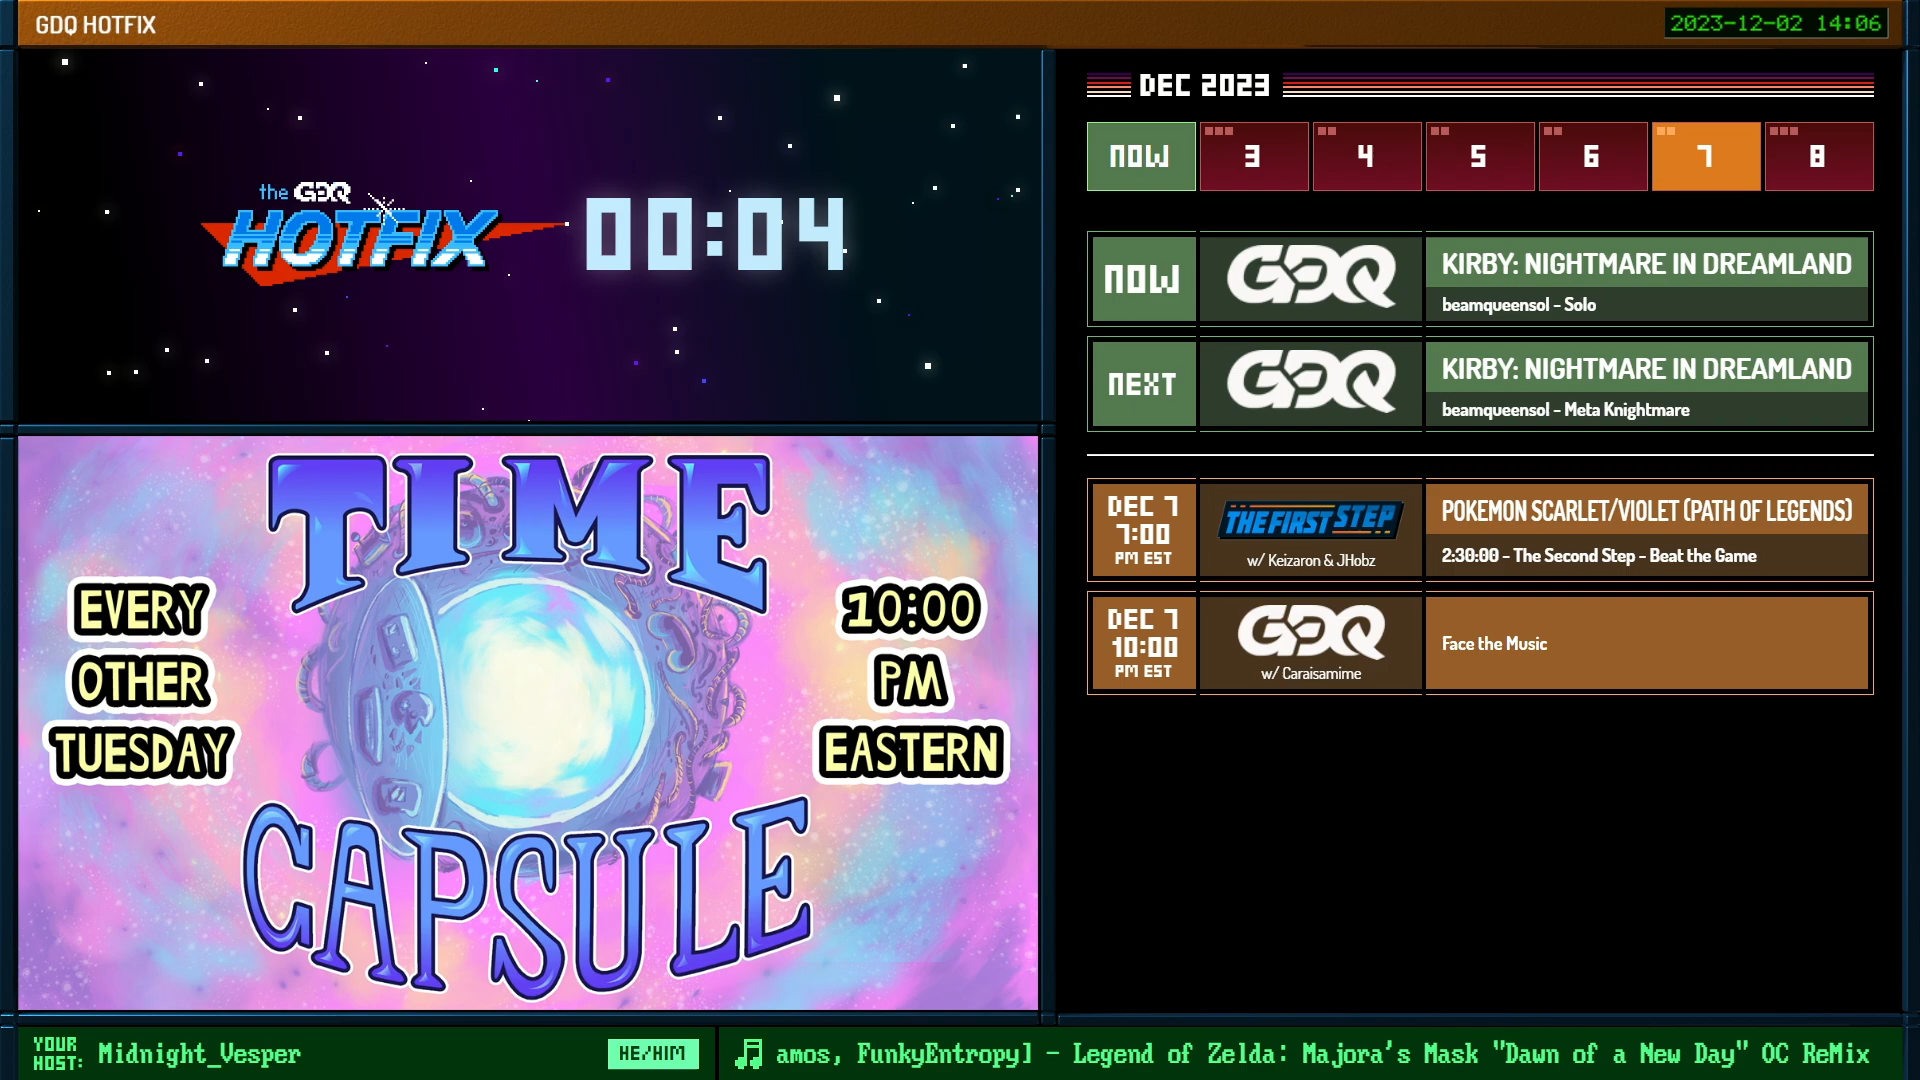 GDQ HOTFIX
2023-12-02 14:06
the GDQ
HOTFIX
00:04
TIME
EVERY
OTHER
TUESDAY
10:00
PM
EASTERN
CAPSULE
DEC 2023
NOW 3 4 5 6 7 8
NOW
GDQ
KIRBY: NIGHTMARE IN DREAMLAND
beamqueensol - Solo
NEXT
GDQ
KIRBY: NIGHTMARE IN DREAMLAND
beamqueensol - Meta Knightmare
DEC 7
7:00
PM EST
THE FIRST STEP
w/ Keizaron & JHobz
POKEMON SCARLET/VIOLET (PATH OF LEGENDS)
2:30:00 - The Second Step - Beat the Game
DEC 7
10:00
PM EST
GDQ
w/ Caraisamime
Face the Music
YOUR
HOST:
Midnight_Vesper
HE/HIM
amos, FunkyEntropy] - Legend of Zelda: Majora's Mask "Dawn of a New Day" OC ReMix